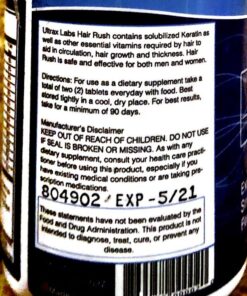 Ultrax Labs Hair Rush contains solubilized Keratin as
well as other essential vitamins required by hair to
aid in circulation, hair growth and thickness. Hair
Rush is safe and effective for both men and women.
Directions: For use as a dietary supplement take a
total of two (2) tablets everyday with food. Best
stored tightly in a cool, dry place. For best results,
take for a minimum of 90 days.
Manufacturer's Disclaimer
KEEP OUT OF REACH OF CHILDREN. DO NOT USE
IF SEAL IS BROKEN OR MISSING. As with any
dietary supplement, consult your health care practi-
tioner before using this product, especially if you
have existing medical conditions or are taking pre-
scription medications.
804902 EXP-5/21
These statements have not been evaluated by the
Food and Drug Administration. This product is not
intended to diagnose, treat, cure, or prevent any
disease.